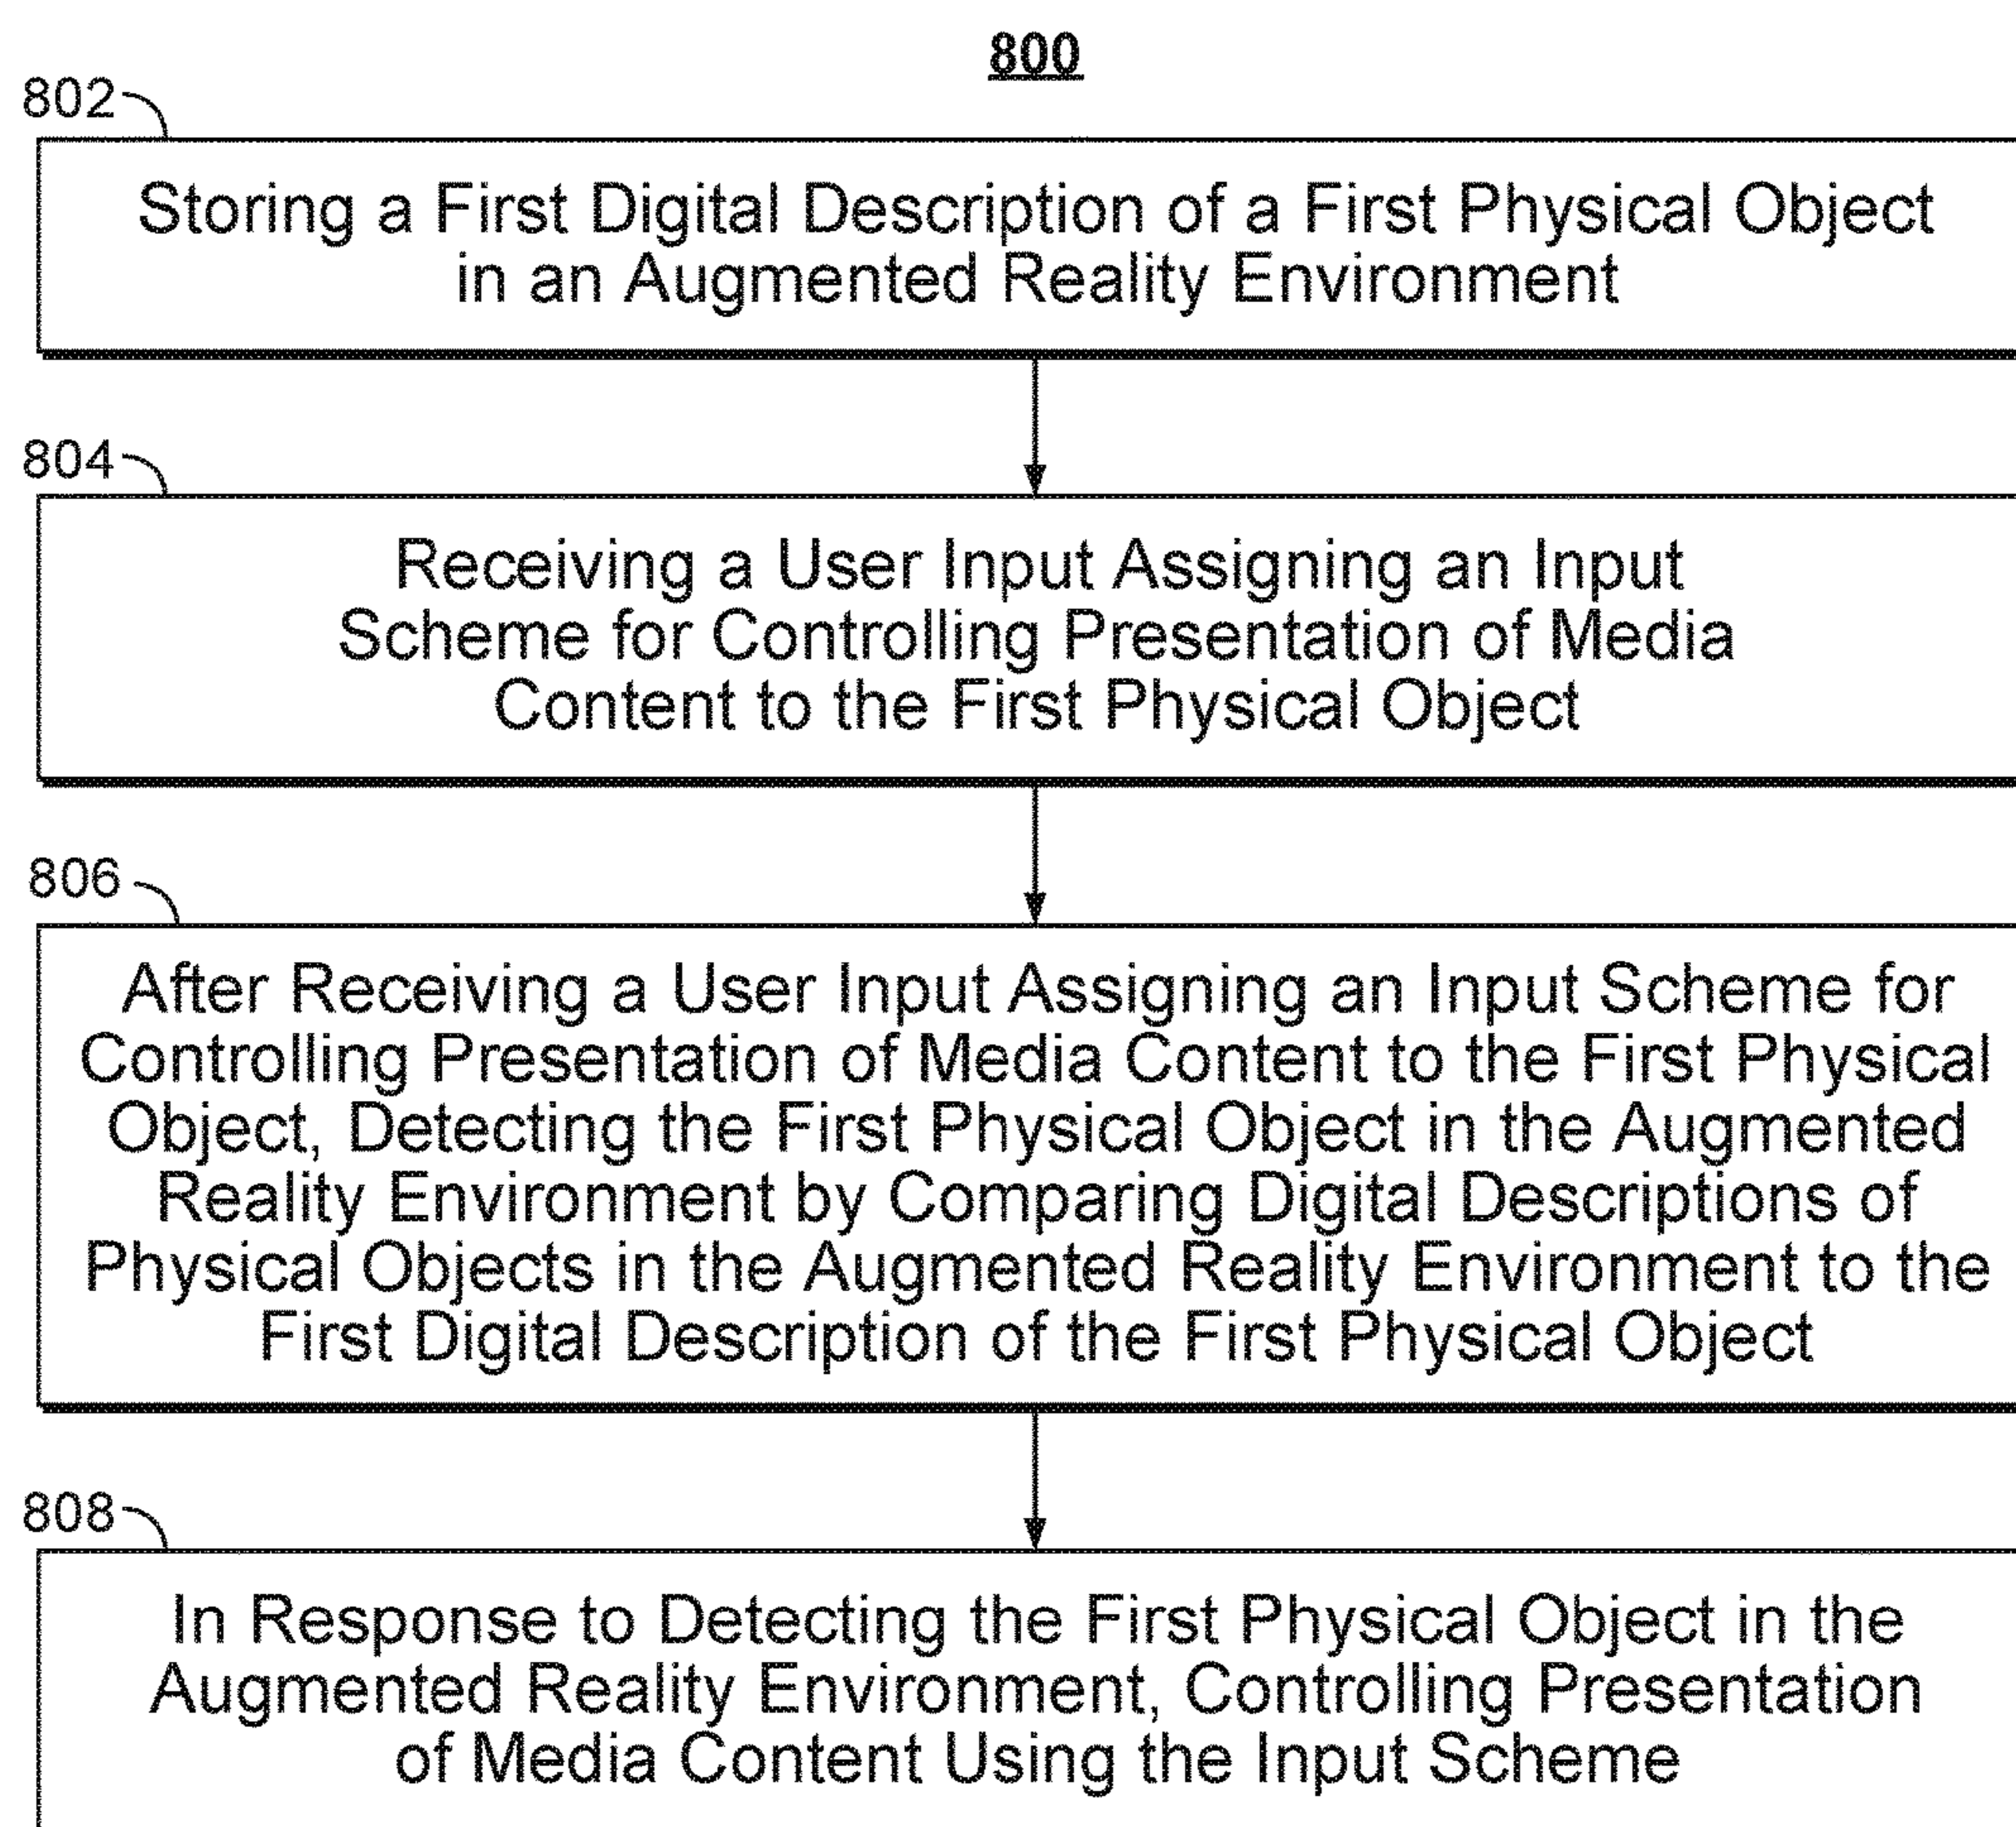 800
802
Storing a First Digital Description of a First Physical Object
in an Augmented Reality Environment
804
Receiving a User Input Assigning an Input
Scheme for Controlling Presentation of Media
Content to the First Physical Object
806
After Receiving a User Input Assigning an Input Scheme for
Controlling Presentation of Media Content to the First Physical
Object, Detecting the First Physical Object in the Augmented
Reality Environment by Comparing Digital Descriptions of
Physical Objects in the Augmented Reality Environment to the
First Digital Description of the First Physical Object
808
In Response to Detecting the First Physical Object in the
Augmented Reality Environment, Controlling Presentation
of Media Content Using the Input Scheme